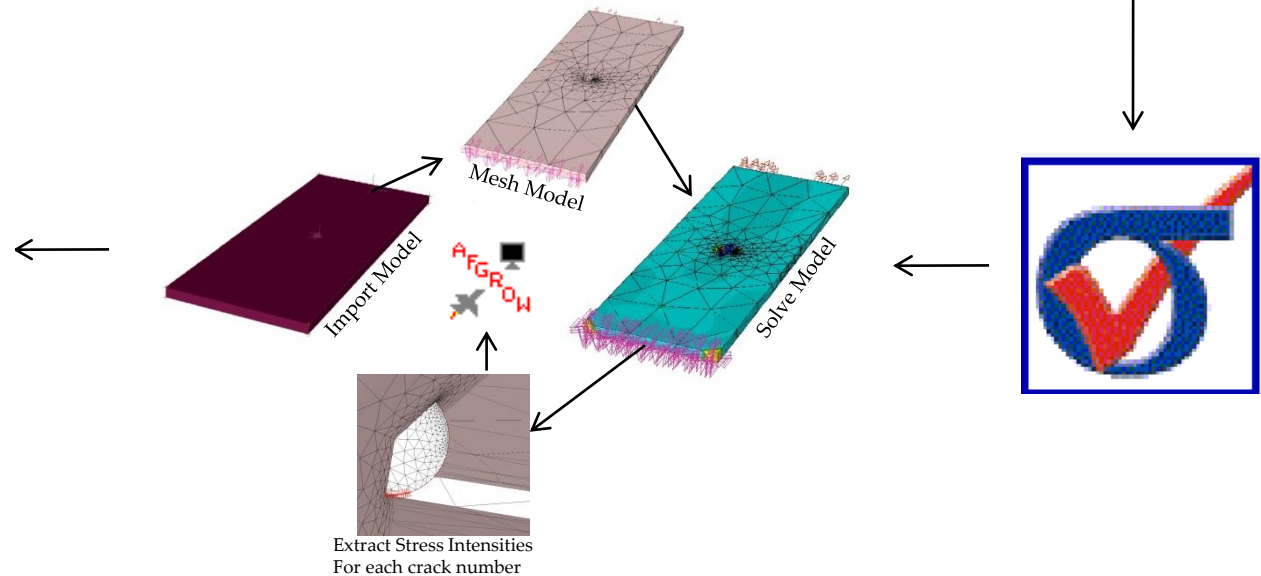 Mesh Model
Import Model
AFGROW
Solve Model
Extract Stress Intensities
For each crack number